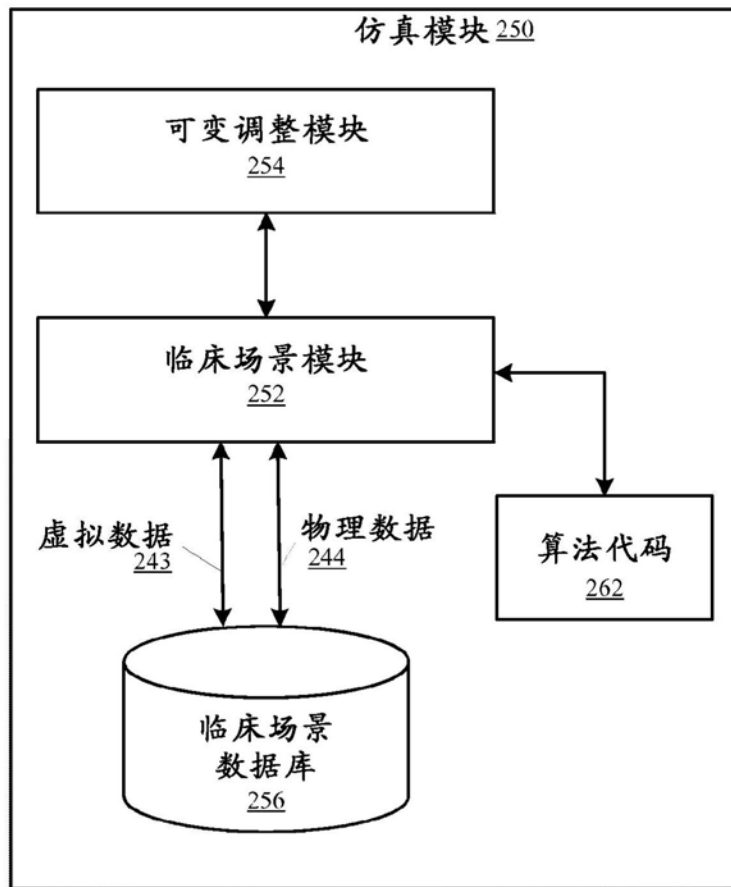 仿真模块 250
可变调整模块
254
临床场景模块
252
虚拟数据
243
物理数据
244
算法代码
262
临床场景
数据库
256